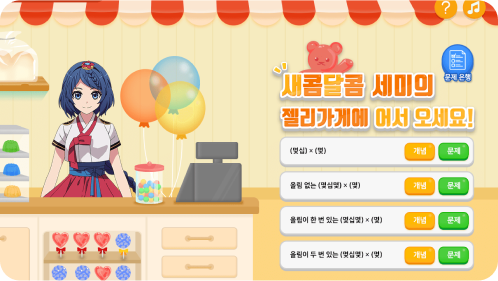 ?
문제 은행
새콤달콤 세미의
젤리가게에 어서 오세요!
(몇십) × (몇) 개념 문제
올림 없는 (몇십몇) × (몇) 개념 문제
올림이 한 번 있는 (몇십몇) × (몇) 개념 문제
올림이 두 번 있는 (몇십몇) × (몇) 개념 문제